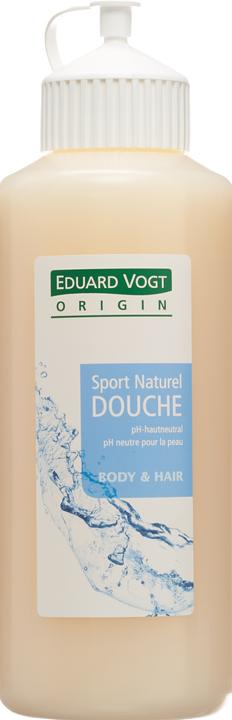 EDUARD VOGT
ORIGIN
Sport Naturel
DOUCHE
pH-hautneutral
pH neutre pour la peau
BODY & HAIR